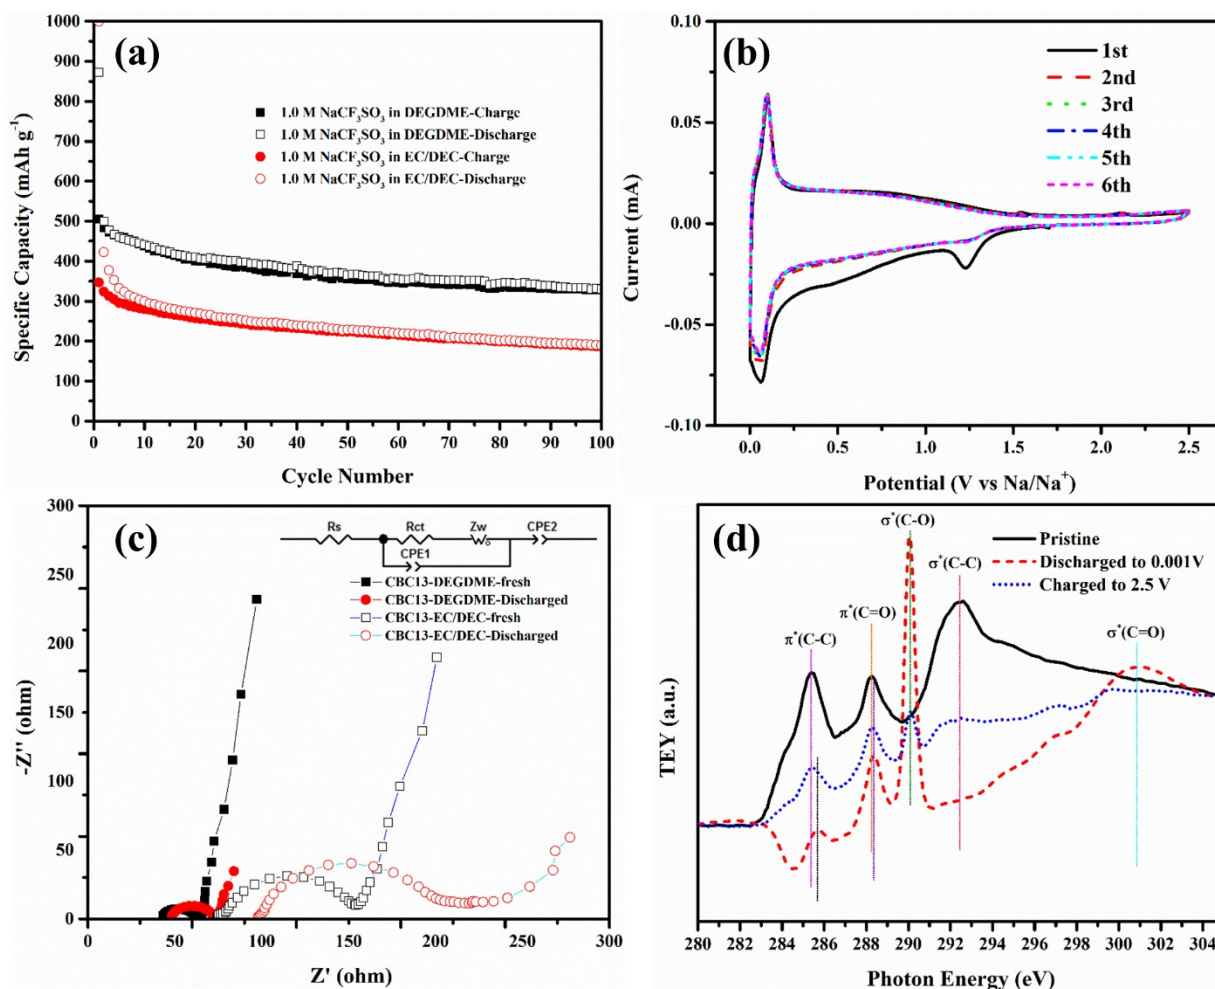 (a)
1000
900
800
700
600
500
400
300
200
100
0
Specific Capacity (mAh g⁻¹)
1.0 M NaCF₃SO₃ in DEGDME-Charge
1.0 M NaCF₃SO₃ in DEGDME-Discharge
1.0 M NaCF₃SO₃ in EC/DEC-Charge
1.0 M NaCF₃SO₃ in EC/DEC-Discharge
0 10 20 30 40 50 60 70 80 90 100
Cycle Number
(b)
0.10
0.05
0.00
-0.05
-0.10
Current (mA)
1st
2nd
3rd
4th
5th
6th
0.0 0.5 1.0 1.5 2.0 2.5
Potential (V vs Na/Na⁺)
(c)
300
250
200
150
100
50
0
-Z'' (ohm)
Rs Rct Zw CPE2
CPE1
CBC13-DEGDME-fresh
CBC13-DEGDME-Discharged
CBC13-EC/DEC-fresh
CBC13-EC/DEC-Discharged
0 50 100 150 200 250 300
Z' (ohm)
(d)
TEY (a.u.)
σ*(C-O)
Pristine
Discharged to 0.001V
Charged to 2.5 V
σ*(C-C)
π*(C=O)
π*(C-C)
σ*(C=O)
280 282 284 286 288 290 292 294 296 298 300 302 304
Photon Energy (eV)